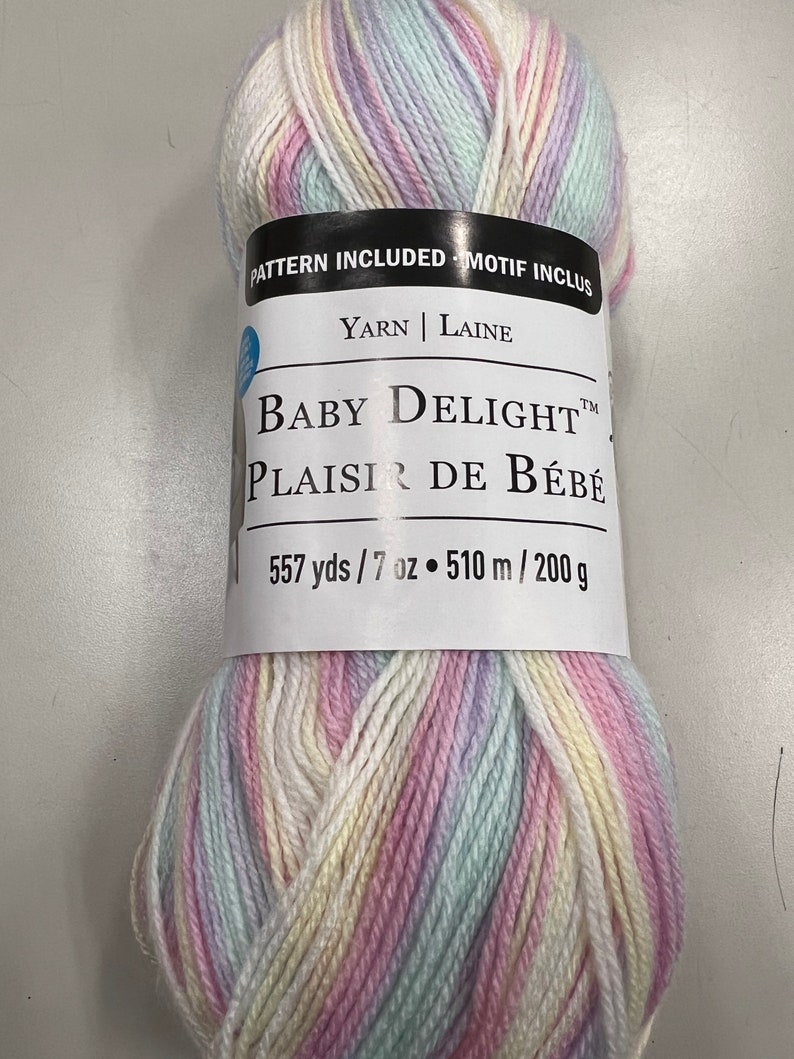 PATTERN INCLUDED · MOTIF INCLUS
YARN | LAINE
BABY DELIGHT™
PLAISIR DE BÉBÉ
557 yds / 7 oz • 510 m / 200 g